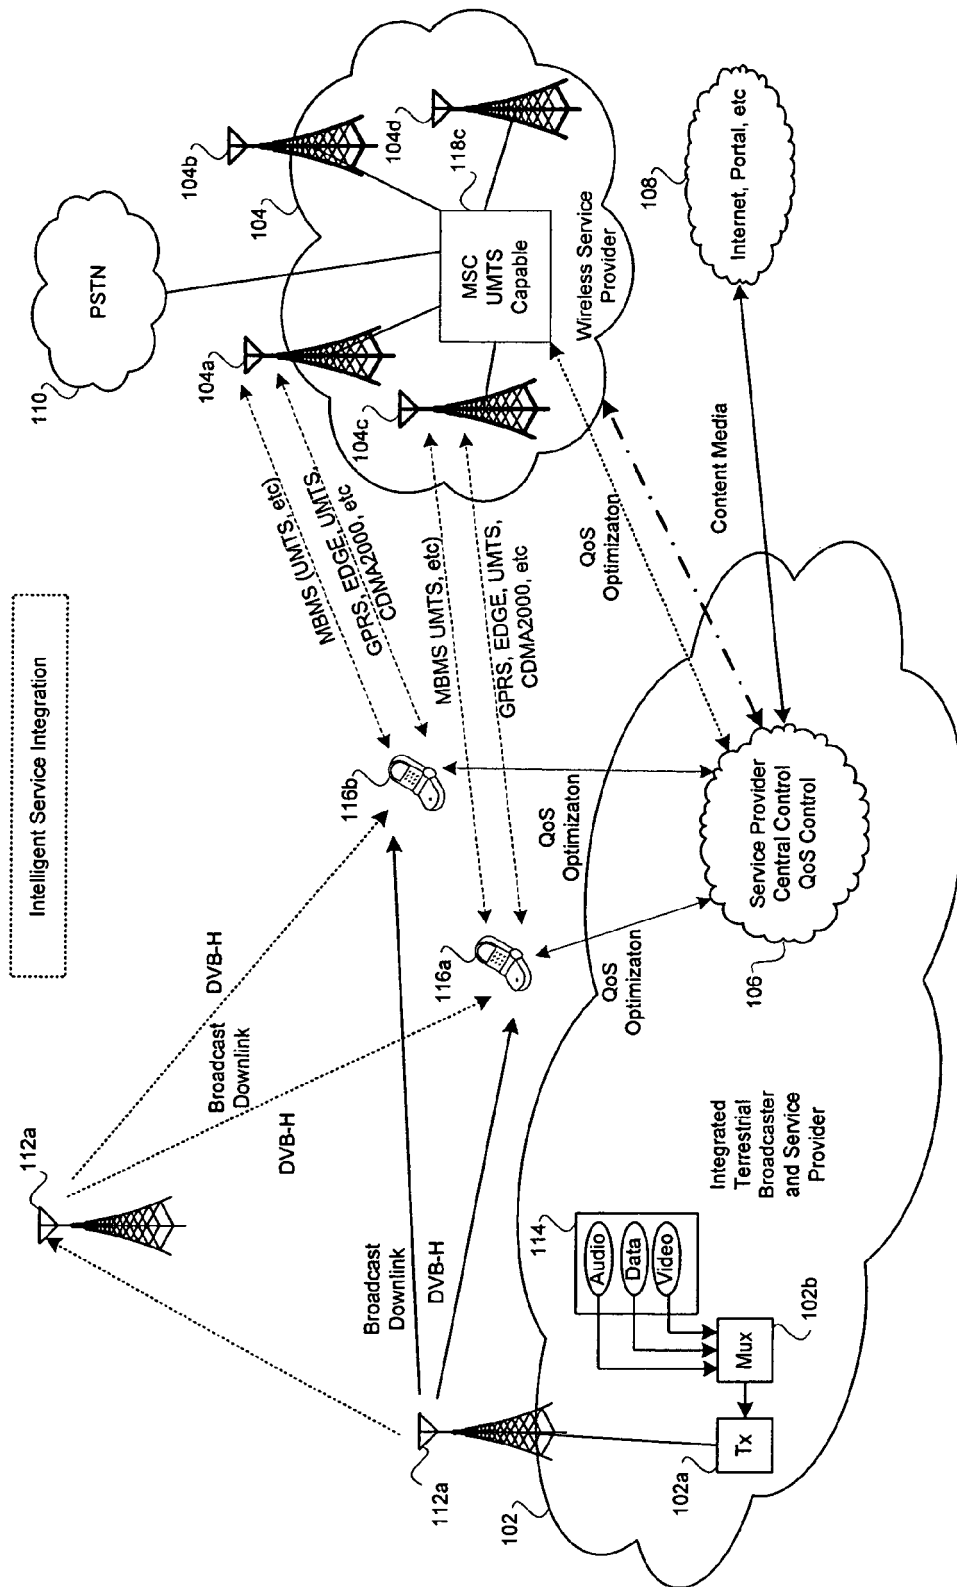 Intelligent Service Integration
112a
Broadcast
Downlink
DVB-H
DVB-H
Broadcast
Downlink
DVB-H
112a
102
Tx
102a
Mux
102b
114
Audio
Data
Video
Integrated
Terrestrial
Broadcaster
and Service
Provider
116b
116a
QoS
Optimizaton
QoS
Optimizaton
Service Provider
Central Control
QoS Control
106
MBMS (UMTS, etc)
GPRS, EDGE, UMTS,
CDMA2000, etc
MBMS UMTS, etc)
GPRS, EDGE, UMTS,
CDMA2000, etc
QoS
Optimizaton
Content Media
110
PSTN
104a
104b
104
104c
104d
118c
MSC
UMTS
Capable
Wireless Service
Provider
108
Internet, Portal, etc